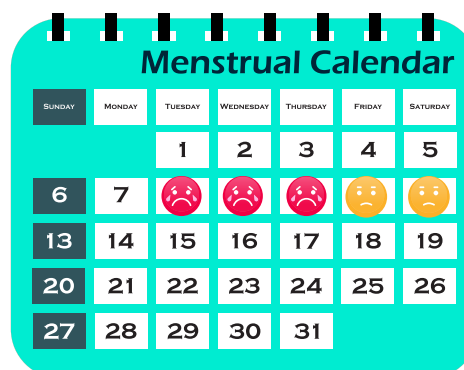 Menstrual Calendar
SUNDAY MONDAY TUESDAY WEDNESDAY THURSDAY FRIDAY SATURDAY
1 2 3 4 5
6 7
13 14 15 16 17 18 19
20 21 22 23 24 25 26
27 28 29 30 31